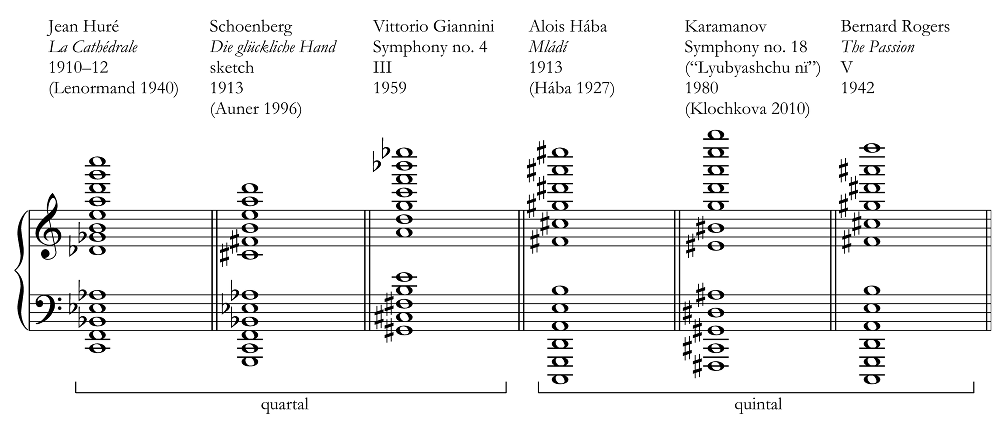 Jean Huré
La Cathédrale
1910–12
(Lenormand 1940)
Schoenberg
Die glückliche Hand
sketch
1913
(Auner 1996)
Vittorio Giannini
Symphony no. 4
III
1959
Alois Hába
Mládí
1913
(Hába 1927)
Karamanov
Symphony no. 18
(“Lyubyashchu nï”)
1980
(Klochkova 2010)
Bernard Rogers
The Passion
V
1942
quartal
quintal